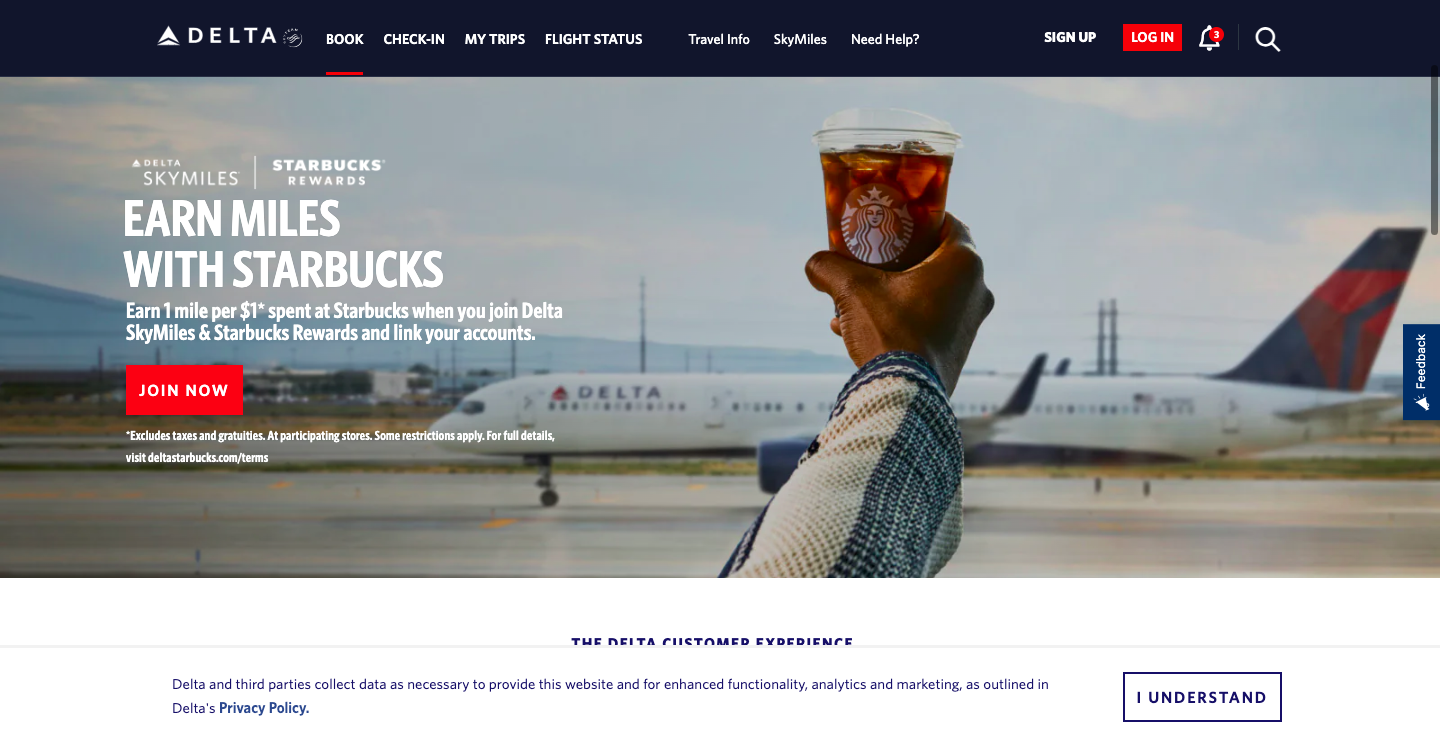 DELTA
BOOK
CHECK-IN
MY TRIPS
FLIGHT STATUS
Travel Info
SkyMiles
Need Help?
SIGN UP
LOG IN
3
DELTA
SKYMILES
STARBUCKS
REWARDS
EARN MILES
WITH STARBUCKS
Earn 1 mile per $1* spent at Starbucks when you join Delta
SkyMiles & Starbucks Rewards and link your accounts.
JOIN NOW
*Excludes taxes and gratuities. At participating stores. Some restrictions apply. For full details,
visit deltastarbucks.com/terms
DELTA
Feedback
THE DELTA CUSTOMER EXPERIENCE
Delta and third parties collect data as necessary to provide this website and for enhanced functionality, analytics and marketing, as outlined in
Delta's Privacy Policy.
I UNDERSTAND